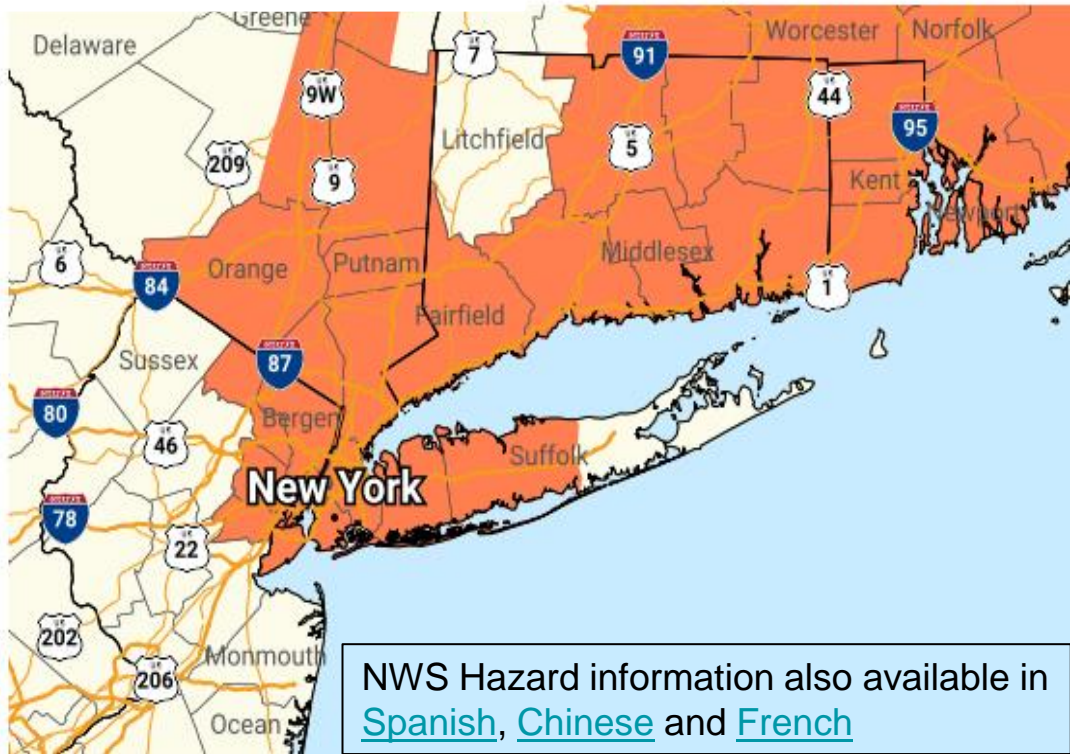 Greene
Delaware
7
91
Worcester
Norfolk
US
9W
44
Litchfield
95
209
5
9
Kent
Newport
US
6
Orange
Putnam
Middlesex
84
1
Fairfield
Sussex
87
80
Bergen
46
Suffolk
New York
78
22
202
Monmouth
206
Ocean
NWS Hazard information also available in
Spanish, Chinese and French